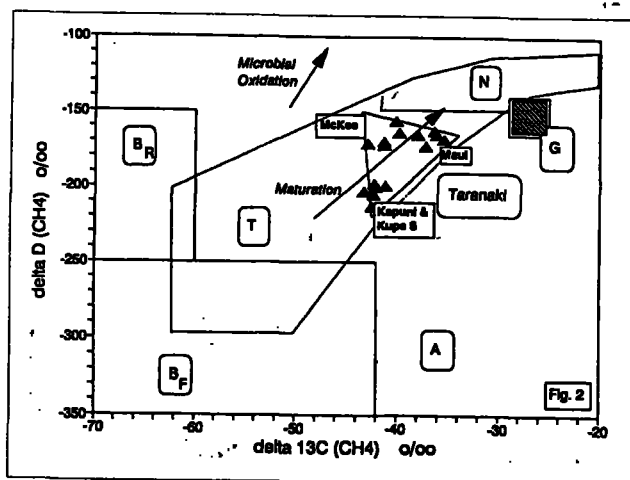 -100
-150
-200
-250
-300
-350
delta D (CH4) o/oo
Microbial
Oxidation
N
McKee
G
BR
Maui
Maturation
Taranaki
T
Kapuni &
Kupe S
A
BF
Fig. 2
-70
-60
-50
-40
-30
-20
delta 13C (CH4) o/oo